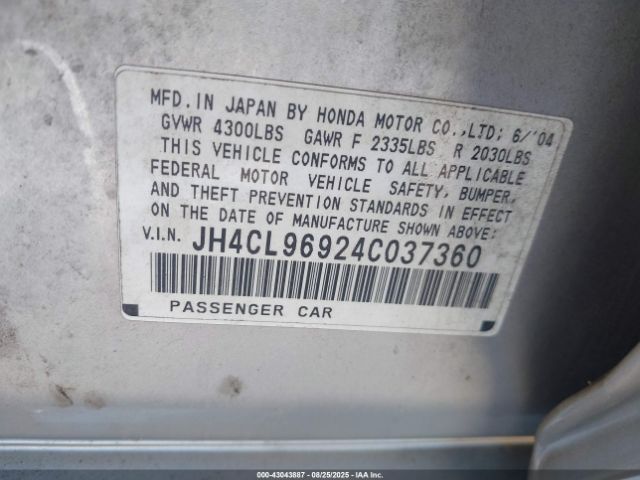 MFD. IN JAPAN BY HONDA MOTOR CO.,LTD; 6/'04
GVWR 4300LBS GAWR F 2335LBS R 2030LBS
THIS VEHICLE CONFORMS TO ALL APPLICABLE
FEDERAL MOTOR VEHICLE SAFETY, BUMPER,
AND THEFT PREVENTION STANDARDS IN EFFECT
ON THE DATE OF MANUFACTURE SHOWN ABOVE:
V.I.N. JH4CL96924C037360
PASSENGER CAR
000-43043887 - 08/25/2025 - IAAI.COM